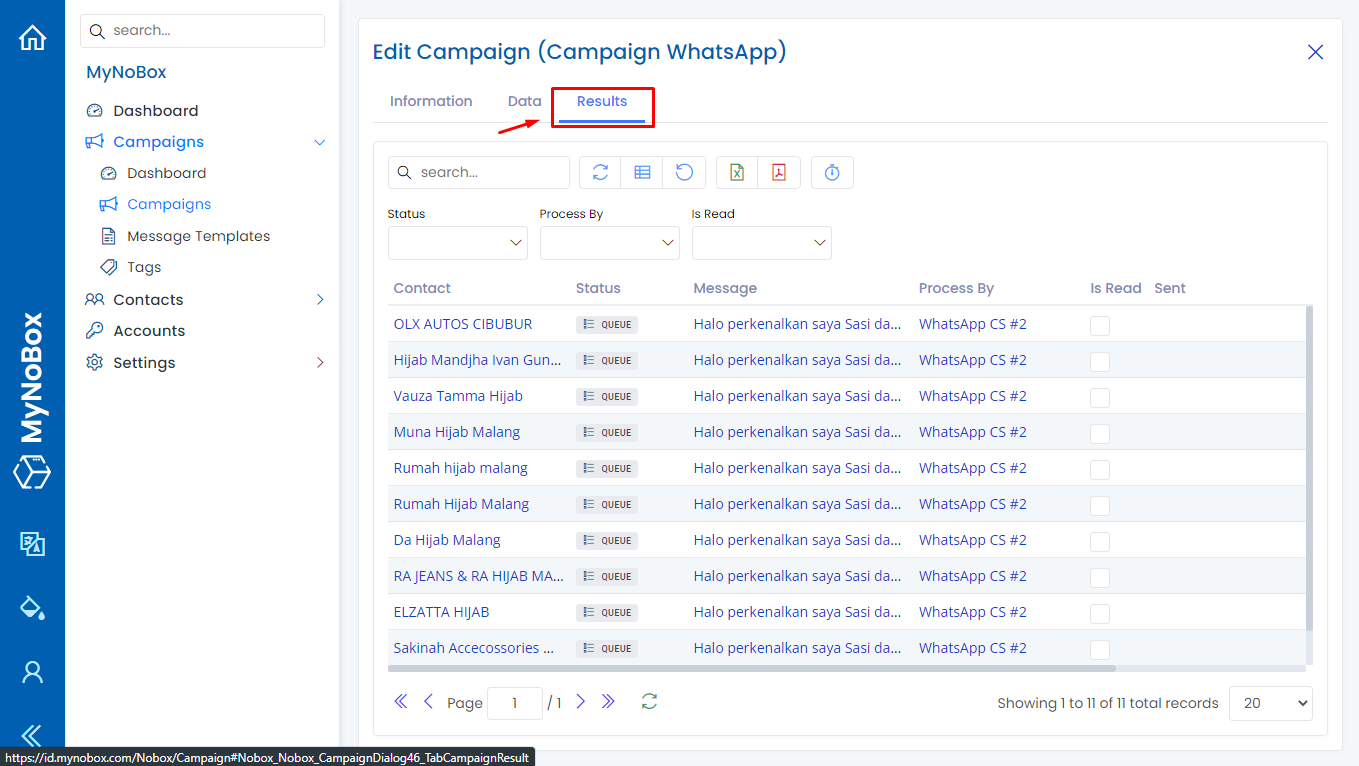 search...
MyNoBox
Dashboard
Campaigns
Dashboard
Campaigns
Message Templates
Tags
Contacts
Accounts
Settings
MyNoBox
Edit Campaign (Campaign WhatsApp)
Information Data Results
search...
Status Process By Is Read
Contact Status Message Process By Is Read Sent
OLX AUTOS CIBUBUR QUEUE Halo perkenalkan saya Sasi da... WhatsApp CS #2
Hijab Mandjha Ivan Gun... QUEUE Halo perkenalkan saya Sasi da... WhatsApp CS #2
Vauza Tamma Hijab QUEUE Halo perkenalkan saya Sasi da... WhatsApp CS #2
Muna Hijab Malang QUEUE Halo perkenalkan saya Sasi da... WhatsApp CS #2
Rumah hijab malang QUEUE Halo perkenalkan saya Sasi da... WhatsApp CS #2
Rumah Hijab Malang QUEUE Halo perkenalkan saya Sasi da... WhatsApp CS #2
Da Hijab Malang QUEUE Halo perkenalkan saya Sasi da... WhatsApp CS #2
RA JEANS & RA HIJAB MA... QUEUE Halo perkenalkan saya Sasi da... WhatsApp CS #2
ELZATTA HIJAB QUEUE Halo perkenalkan saya Sasi da... WhatsApp CS #2
Sakinah Accecossories ... QUEUE Halo perkenalkan saya Sasi da... WhatsApp CS #2
Page 1 / 1 Showing 1 to 11 of 11 total records 20
https://id.mynobox.com/Nobox/Campaign#Nobox_Nobox_CampaignDialog46_TabCampaignResult